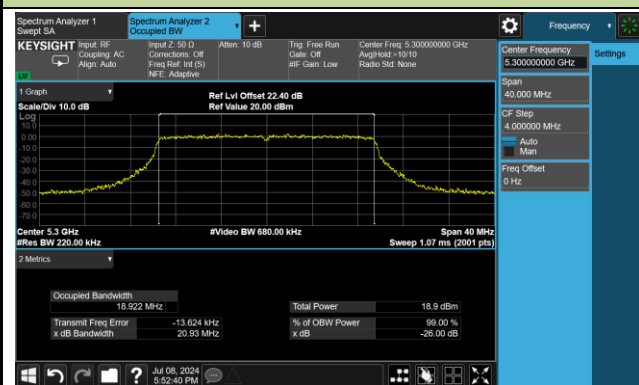 Spectrum Analyzer 1
Swept SA
Spectrum Analyzer 2
Occupied BW
Frequency
KEYSIGHT
Input: RF
Coupling: AC
Align: Auto
Input Z: 50 Ω
Corrections: Off
Freq Ref: Int (S)
NFE: Adaptive
Atten: 10 dB
Trig: Free Run
Gate: Off
#IF Gain: Low
Center Freq: 5.300000000 GHz
Avg|Hold:>10/10
Radio Std: None
LXI
Center Frequency
5.300000000 GHz
Settings
Span
40.000 MHz
CF Step
4.000000 MHz
Auto
Man
Freq Offset
0 Hz
1 Graph
Scale/Div 10.0 dB
Ref Lvl Offset 22.40 dB
Ref Value 20.00 dBm
Log
10.0
0.00
-10.0
-20.0
-30.0
-40.0
-50.0
-60.0
-70.0
Center 5.3 GHz
#Res BW 220.00 kHz
#Video BW 680.00 kHz
Span 40 MHz
Sweep 1.07 ms (2001 pts)
2 Metrics
Occupied Bandwidth
18.922 MHz
Total Power 18.9 dBm
Transmit Freq Error -13.624 kHz
% of OBW Power 99.00 %
x dB Bandwidth 20.93 MHz
x dB -26.00 dB
Jul 08, 2024
5:52:40 PM